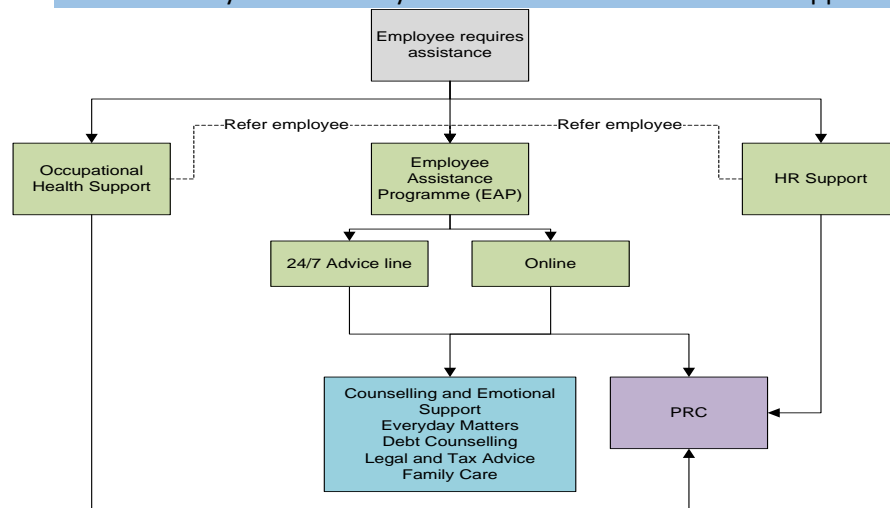 Employee requires
assistance
Refer employee
Refer employee
Occupational
Health Support
Employee
Assistance
Programme (EAP)
HR Support
24/7 Advice line
Online
Counselling and Emotional
Support
Everyday Matters
Debt Counselling
Legal and Tax Advice
Family Care
PRC